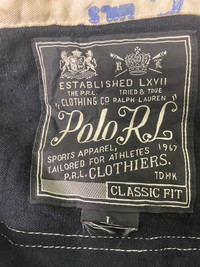 ESTABLISHED LXVII
THE P.R.L. TRIED & TRUE
"CLOTHING CO RALPH LAUREN"
"Polo RL"
SPORTS APPAREL, 1967
TAILORED FOR ATHLETES
P.R.L. CLOTHIERS.
TDMK
CLASSIC FIT
L